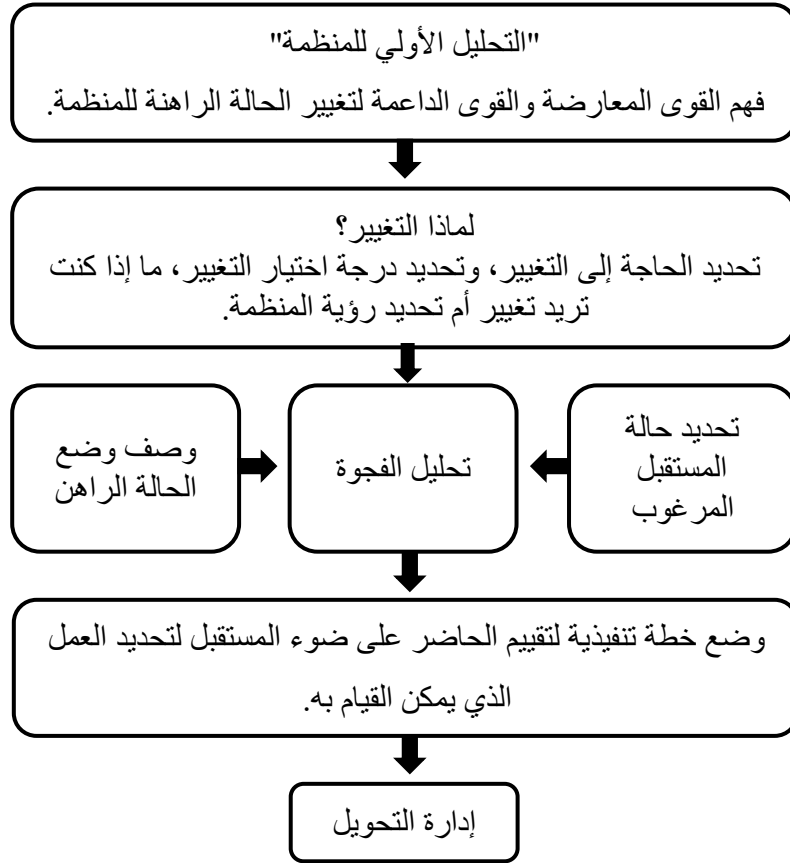 "التحليل الأولي للمنظمة"
فهم القوى المعارضة والقوى الداعمة لتغيير الحالة الراهنة للمنظمة.
لماذا التغيير؟
تحديد الحاجة إلى التغيير، وتحديد درجة اختيار التغيير، ما إذا كنت
تريد تغيير أم تحديد رؤية المنظمة.
تحديد حالة
المستقبل
المرغوب
تحليل الفجوة
وصف وضع
الحالة الراهن
وضع خطة تنفيذية لتقييم الحاضر على ضوء المستقبل لتحديد العمل
الذي يمكن القيام به.
إدارة التحويل